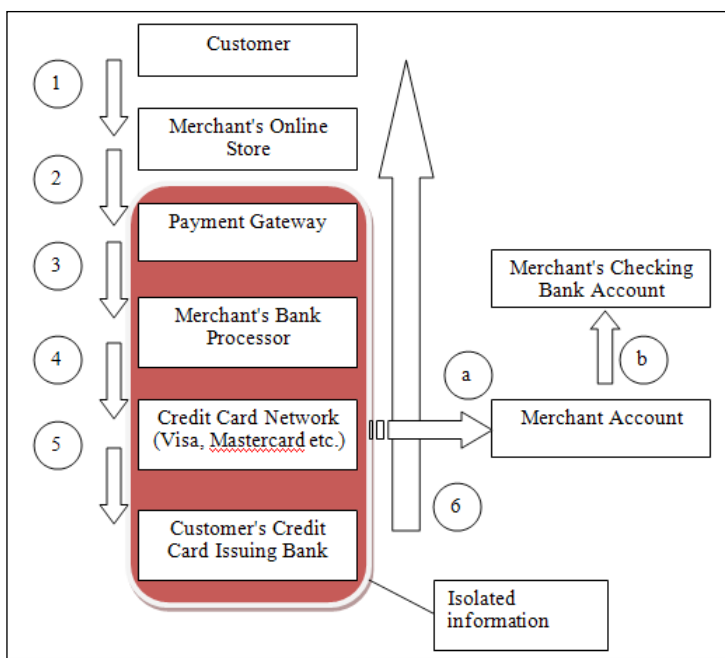 Customer
1
Merchant's Online
Store
2
Payment Gateway
3
Merchant's Bank
Processor
4
Credit Card Network
(Visa, Mastercard etc.)
5
Customer's Credit
Card Issuing Bank
6
a
Merchant Account
b
Merchant's Checking
Bank Account
Isolated
information